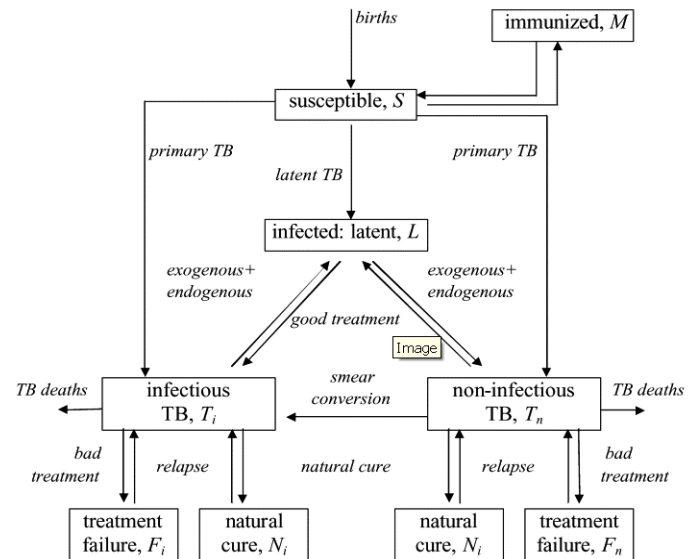 births
immunized, M
susceptible, S
primary TB
primary TB
latent TB
infected: latent, L
exogenous+
endogenous
exogenous+
endogenous
good treatment
Image
infectious
TB, Ti
non-infectious
TB, Tn
TB deaths
smear
conversion
TB deaths
bad
treatment
relapse
natural cure
relapse
bad
treatment
treatment
failure, Fi
natural
cure, Ni
natural
cure, Ni
treatment
failure, Fn